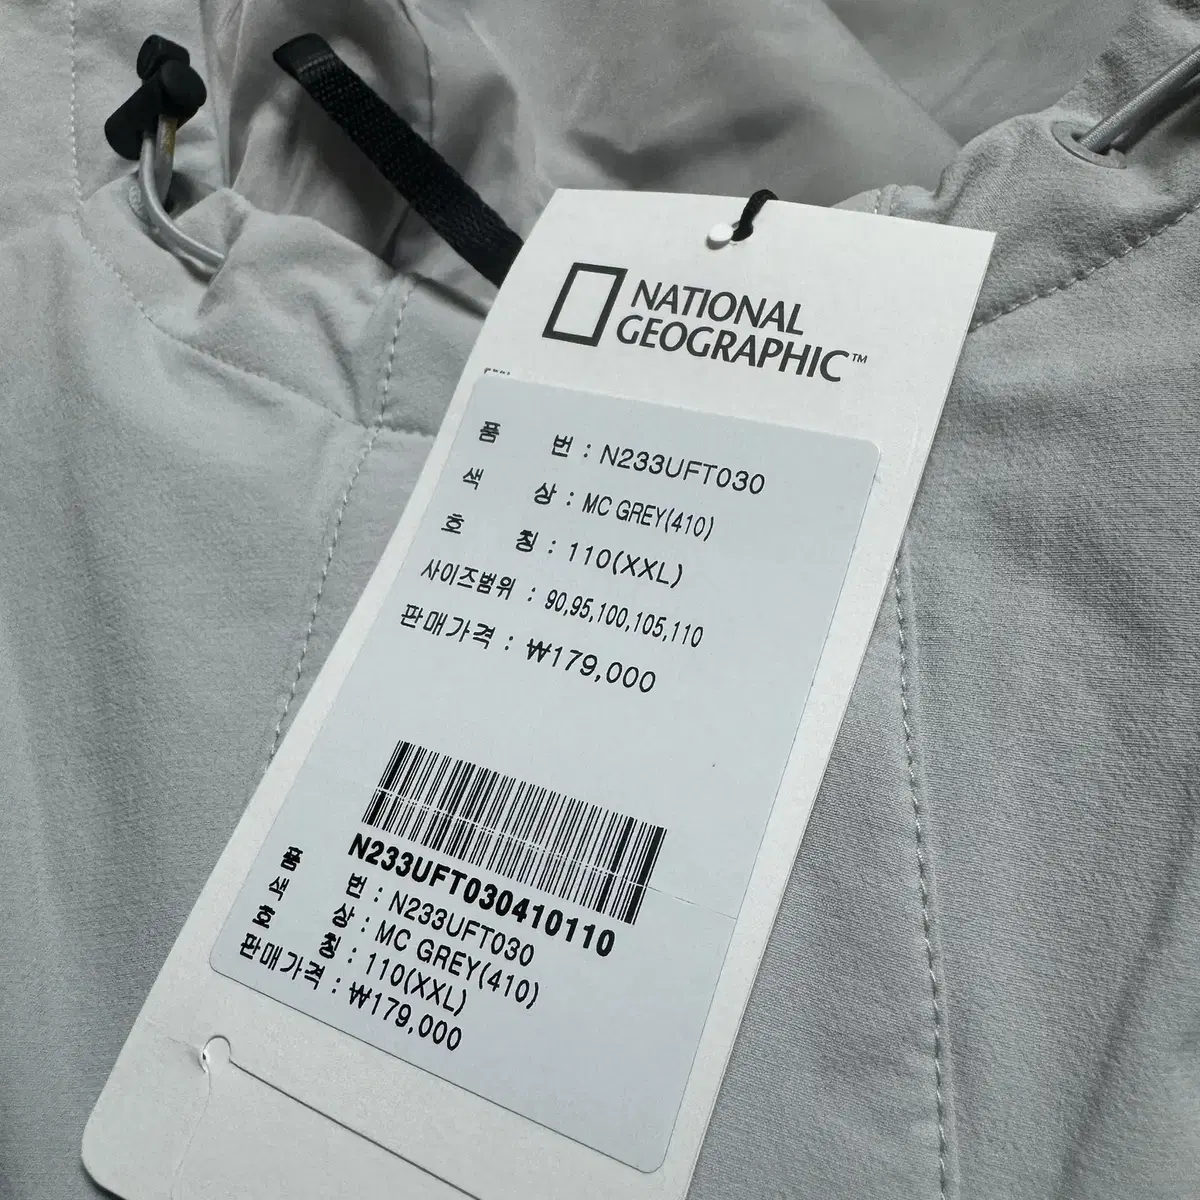 NATIONAL
GEOGRAPHIC™
품 번 : N233UFT030
색 상 : MC GREY(410)
호 칭 : 110(XXL)
사이즈범위 : 90,95,100,105,110
판매가격 : ₩179,000
N233UFT030410110
품 번 : N233UFT030
색 상 : MC GREY(410)
호 칭 : 110(XXL)
판매가격 : ₩179,000